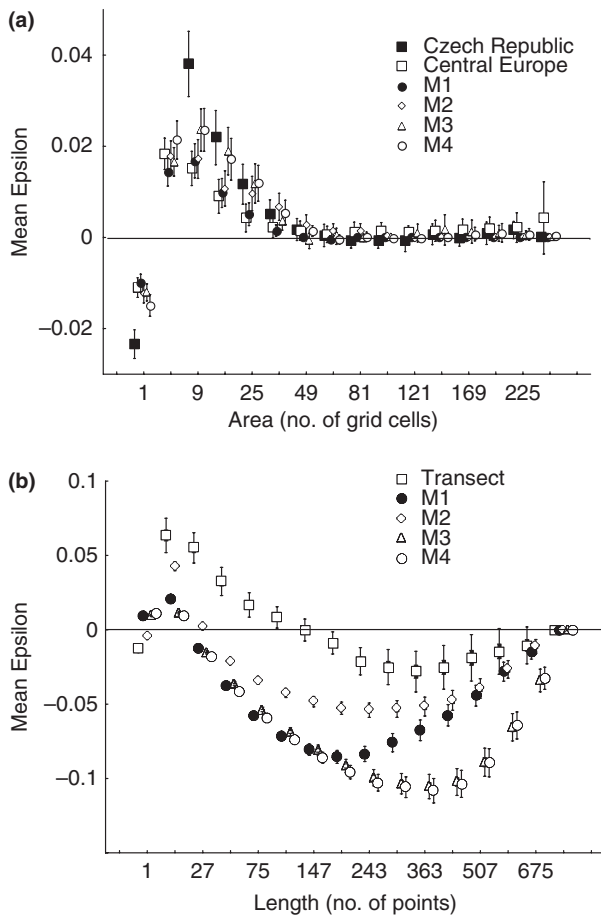 (a)
Czech Republic
Central Europe
M1
M2
M3
M4
0.04
0.02
0
−0.02
Mean Epsilon
1 9 25 49 81 121 169 225
Area (no. of grid cells)
(b)
Transect
M1
M2
M3
M4
0.1
0.05
0
−0.05
−0.1
Mean Epsilon
1 27 75 147 243 363 507 675
Length (no. of points)